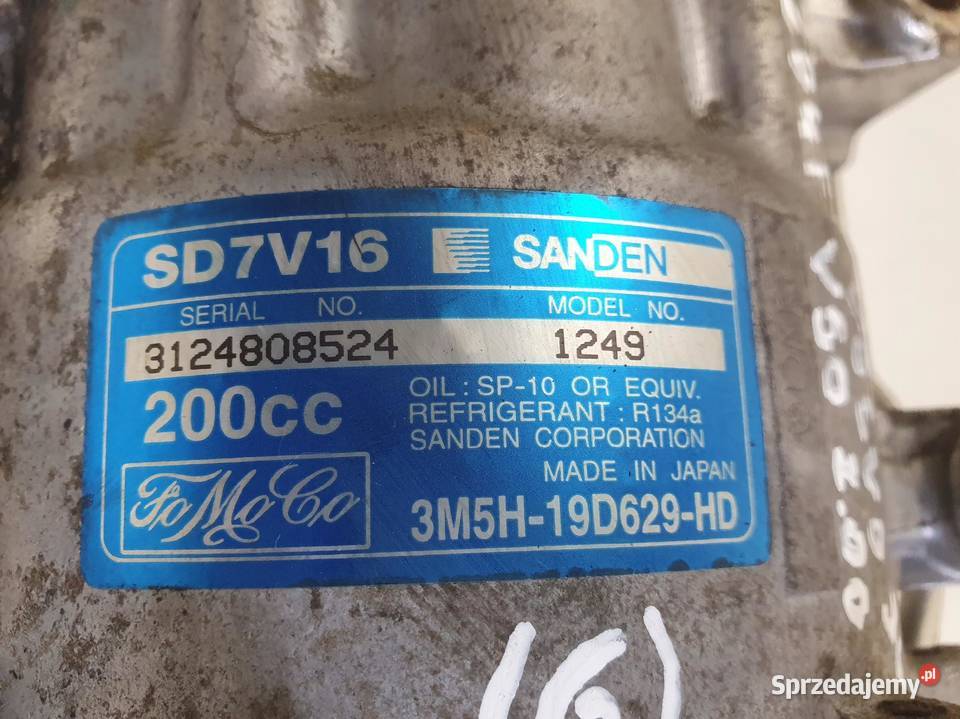 SD7V16 SANDEN
SERIAL NO. MODEL NO.
3124808524 1249
200cc
OIL : SP-10 OR EQUIV.
REFRIGERANT : R134a
SANDEN CORPORATION
MADE IN JAPAN
FoMoCo
3M5H-19D629-HD
(6)
V50
Sprzedajemy.pl